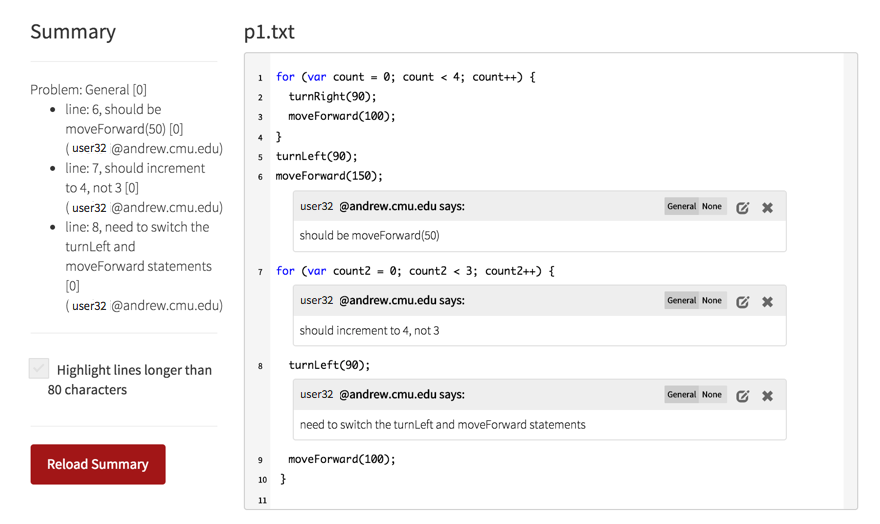 Summary
Problem: General [0]
line: 6, should be
moveForward(50) [0]
( user32 @andrew.cmu.edu)
line: 7, should increment
to 4, not 3 [0]
( user32 @andrew.cmu.edu)
line: 8, need to switch the
turnLeft and
moveForward statements
[0]
( user32 @andrew.cmu.edu)
Highlight lines longer than
80 characters
Reload Summary
p1.txt
1 for (var count = 0; count < 4; count++) {
2 turnRight(90);
3 moveForward(100);
4 }
5 turnLeft(90);
6 moveForward(150);
user32 @andrew.cmu.edu says: General None
should be moveForward(50)
7 for (var count2 = 0; count2 < 3; count2++) {
user32 @andrew.cmu.edu says: General None
should increment to 4, not 3
8 turnLeft(90);
user32 @andrew.cmu.edu says: General None
need to switch the turnLeft and moveForward statements
9 moveForward(100);
10 }
11